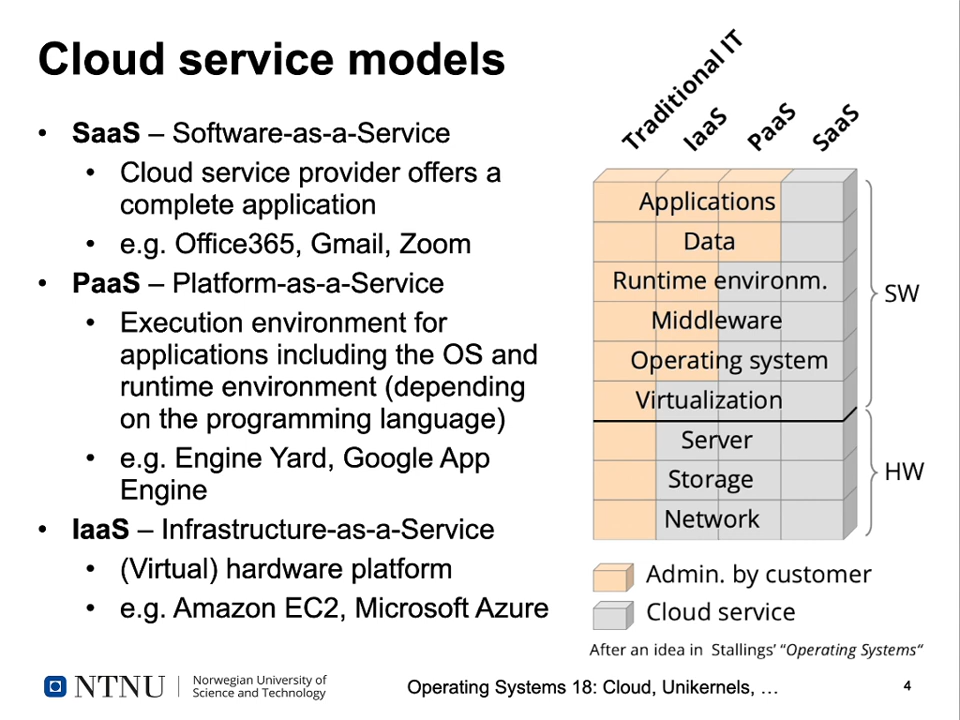 Cloud service models
• SaaS – Software-as-a-Service
• Cloud service provider offers a
complete application
• e.g. Office365, Gmail, Zoom
• PaaS – Platform-as-a-Service
• Execution environment for
applications including the OS and
runtime environment (depending
on the programming language)
• e.g. Engine Yard, Google App
Engine
• IaaS – Infrastructure-as-a-Service
• (Virtual) hardware platform
• e.g. Amazon EC2, Microsoft Azure
Traditional IT
IaaS
PaaS
SaaS
Applications
Data
Runtime environm.
Middleware
Operating system
Virtualization
Server
Storage
Network
SW
HW
Admin. by customer
Cloud service
After an idea in Stallings' “Operating Systems“
NTNU
Norwegian University of
Science and Technology
Operating Systems 18: Cloud, Unikernels, …
4